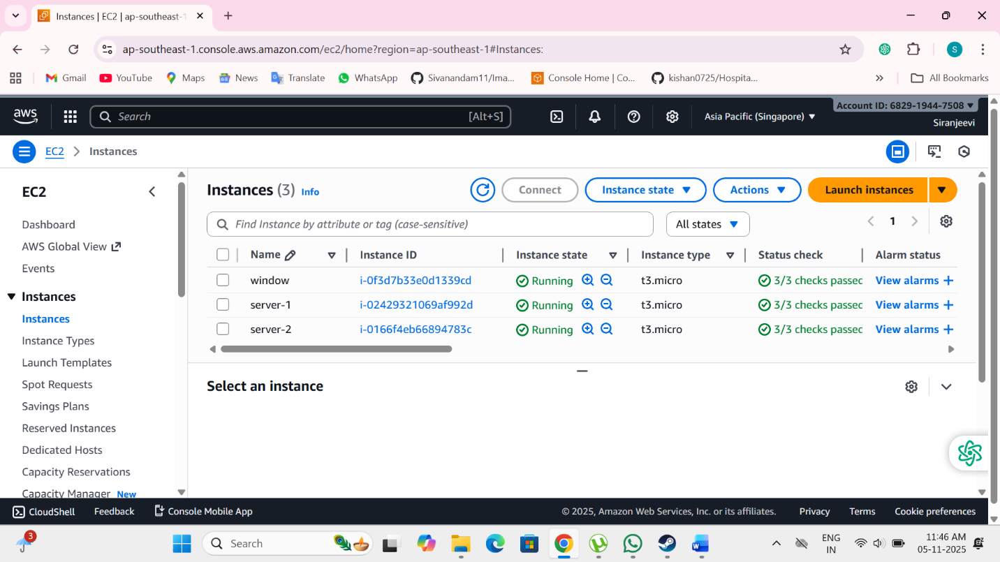 Instances | EC2 | ap-southeast-1
ap-southeast-1.console.aws.amazon.com/ec2/home?region=ap-southeast-1#Instances:
S
Gmail YouTube Maps News Translate WhatsApp Sivanandam11/Ima... Console Home | Co... kishan0725/Hospita... » All Bookmarks
aws Search [Alt+S] Asia Pacific (Singapore) Account ID: 6829-1944-7508
Siranjeevi
EC2 Instances
EC2
Dashboard
AWS Global View
Events
Instances
Instances
Instance Types
Launch Templates
Spot Requests
Savings Plans
Reserved Instances
Dedicated Hosts
Capacity Reservations
Capacity Manager New
Instances (3) Info Connect Instance state Actions Launch instances
Find Instance by attribute or tag (case-sensitive) All states 1
Name Instance ID Instance state Instance type Status check Alarm status
window i-0f3d7b33e0d1339cd Running t3.micro 3/3 checks passed View alarms +
server-1 i-02429321069af992d Running t3.micro 3/3 checks passed View alarms +
server-2 i-0166f4eb66894783c Running t3.micro 3/3 checks passed View alarms +
Select an instance
CloudShell Feedback Console Mobile App © 2025, Amazon Web Services, Inc. or its affiliates. Privacy Terms Cookie preferences
3 Search ENG 11:46 AM
IN 05-11-2025